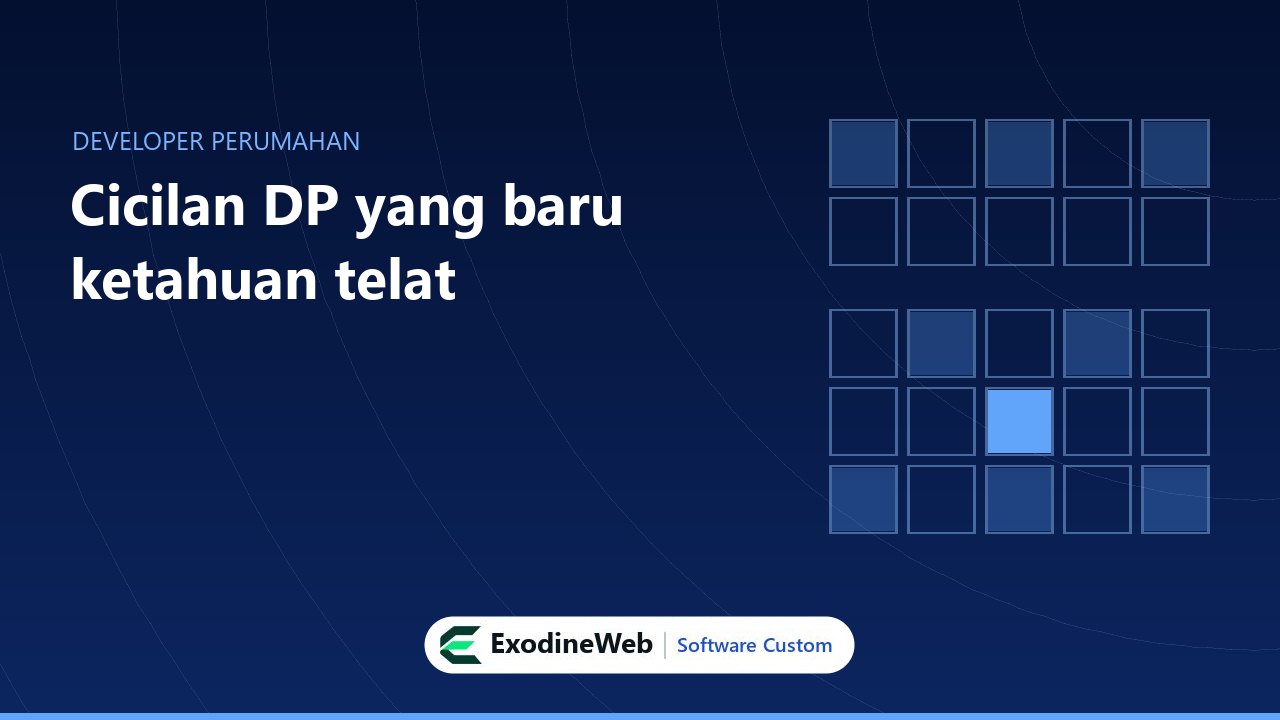 DEVELOPER PERUMAHAN
Cicilan DP yang baru
ketahuan telat
ExodineWeb | Software Custom